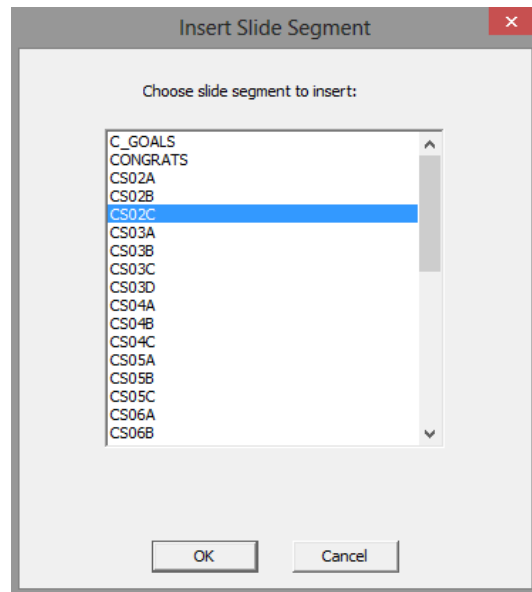 Insert Slide Segment
Choose slide segment to insert:
C_GOALS
CONGRATS
CS02A
CS02B
CS02C
CS03A
CS03B
CS03C
CS03D
CS04A
CS04B
CS04C
CS05A
CS05B
CS05C
CS06A
CS06B
OK Cancel